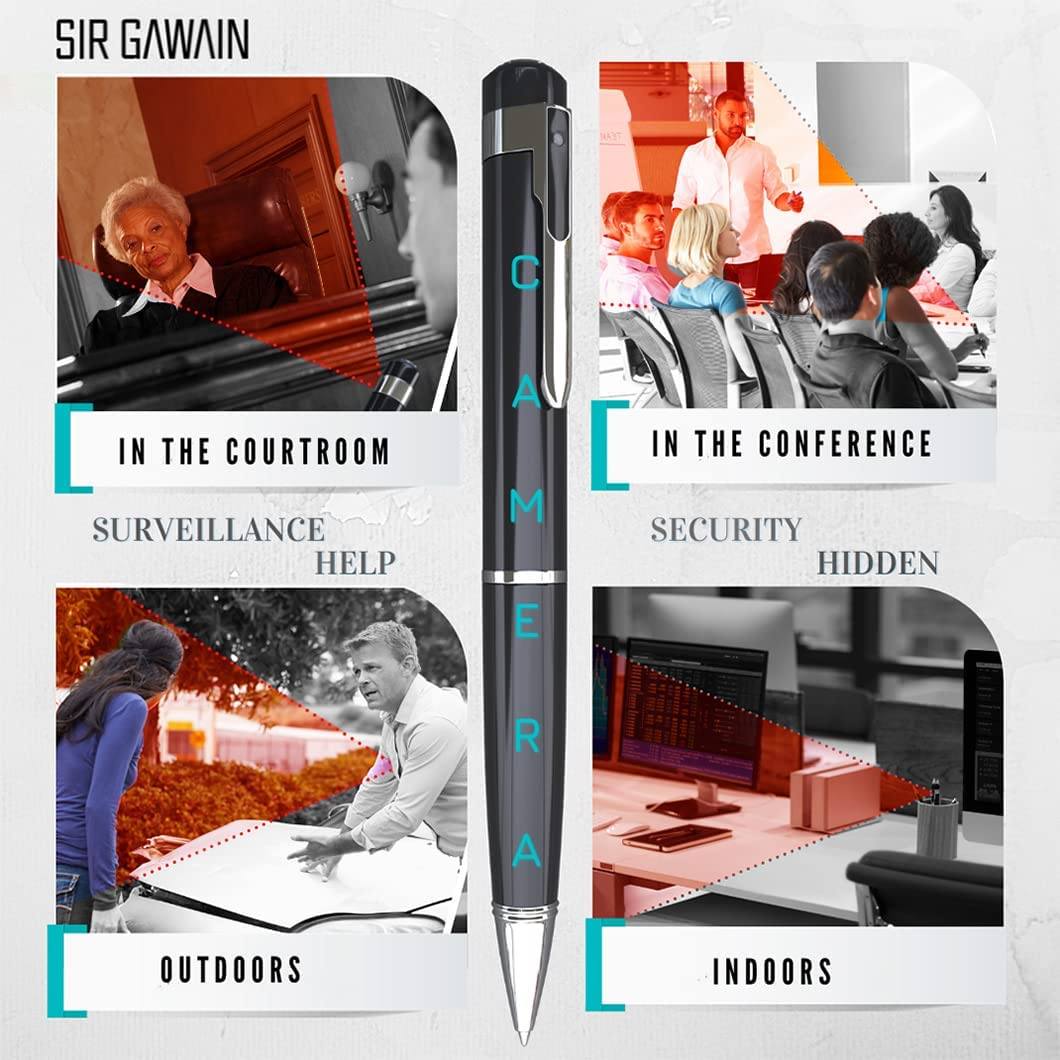 SIR GAWAIN
IN THE COURTROOM
IN THE CONFERENCE
SURVEILLANCE
HELP
SECURITY
HIDDEN
CAMERA
OUTDOORS
INDOORS